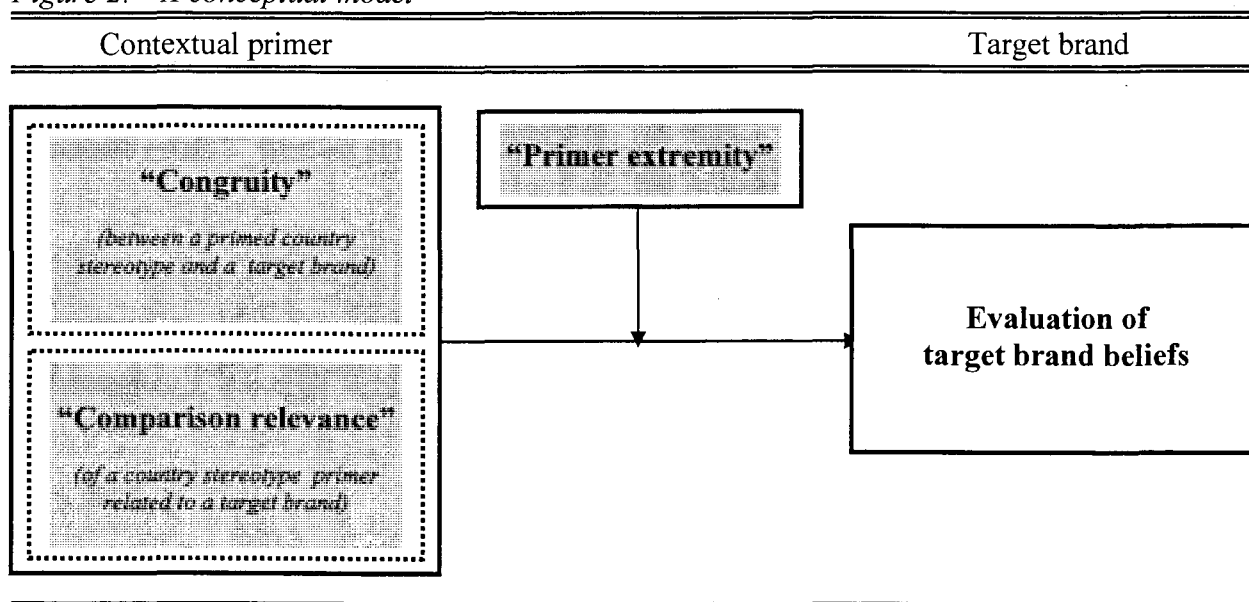 Figure 2. A conceptual model
Contextual primer Target brand
“Congruity”
(between a primed country
stereotype and a target brand)
“Primer extremity”
Evaluation of
target brand beliefs
“Comparison relevance”
(of a country stereotype primer
related to a target brand)